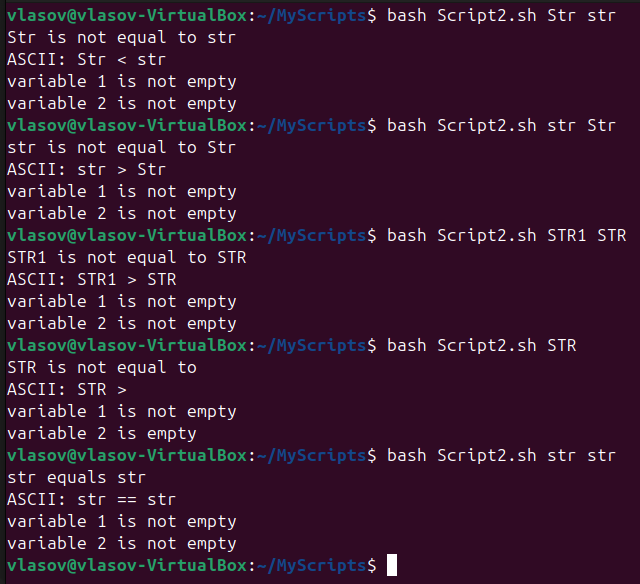 vlasov@vlasov-VirtualBox:~/MyScripts$ bash Script2.sh Str str
Str is not equal to str
ASCII: Str < str
variable 1 is not empty
variable 2 is not empty
vlasov@vlasov-VirtualBox:~/MyScripts$ bash Script2.sh str Str
str is not equal to Str
ASCII: str > Str
variable 1 is not empty
variable 2 is not empty
vlasov@vlasov-VirtualBox:~/MyScripts$ bash Script2.sh STR1 STR
STR1 is not equal to STR
ASCII: STR1 > STR
variable 1 is not empty
variable 2 is not empty
vlasov@vlasov-VirtualBox:~/MyScripts$ bash Script2.sh STR
STR is not equal to
ASCII: STR >
variable 1 is not empty
variable 2 is empty
vlasov@vlasov-VirtualBox:~/MyScripts$ bash Script2.sh str str
str equals str
ASCII: str == str
variable 1 is not empty
variable 2 is not empty
vlasov@vlasov-VirtualBox:~/MyScripts$